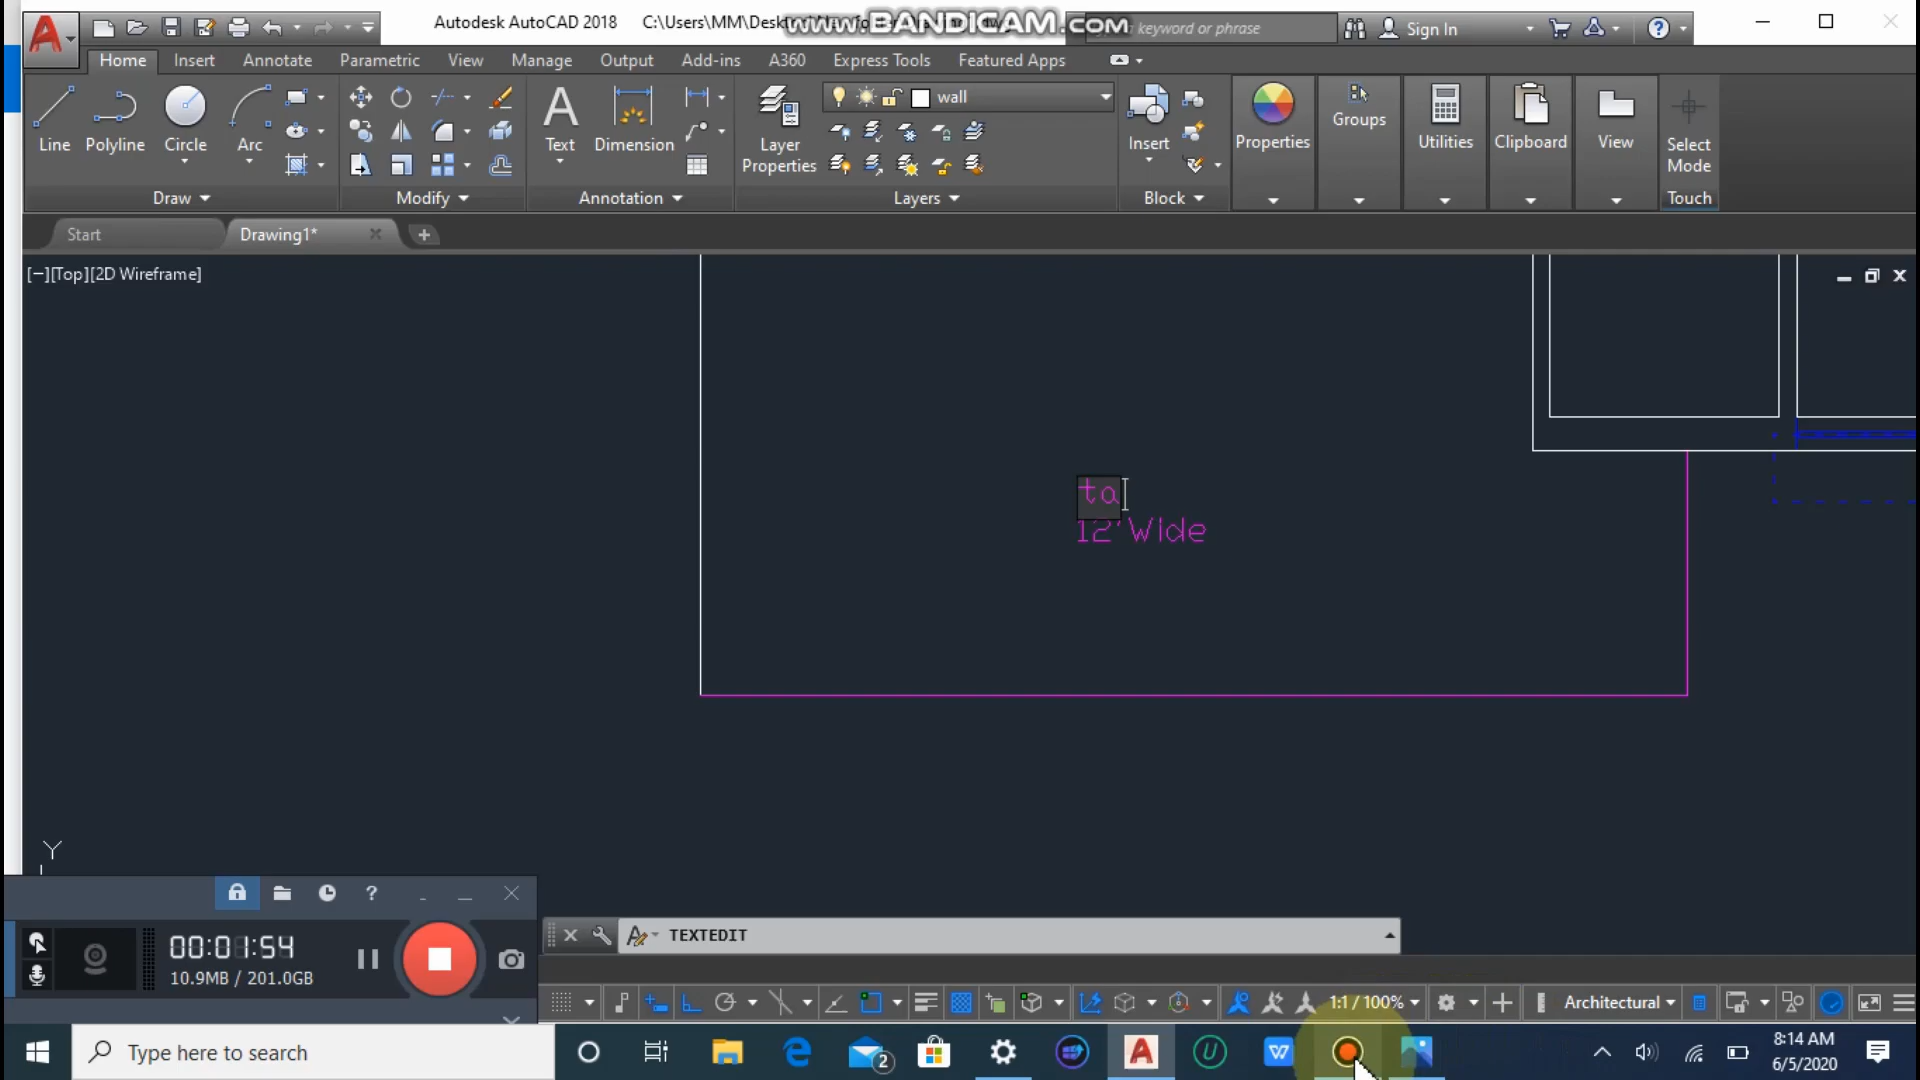 Autodesk AutoCAD 2018 C:\Users\MM\Desk
www.BANDICAM.com
keyword or phrase
Sign In
Home Insert Annotate Parametric View Manage Output Add-ins A360 Express Tools Featured Apps
wall
Line Polyline Circle Arc
Text Dimension
Layer Properties
Insert
Properties Groups Utilities Clipboard View
Select Mode
Draw Modify Annotation Layers Block Touch
Start Drawing1*
[−][Top][2D Wireframe]
ta
12'Wide
Y
00:01:54
10.9MB / 201.0GB
TEXTEDIT
1:1 / 100% Architectural
Type here to search
2
8:14 AM
6/5/2020